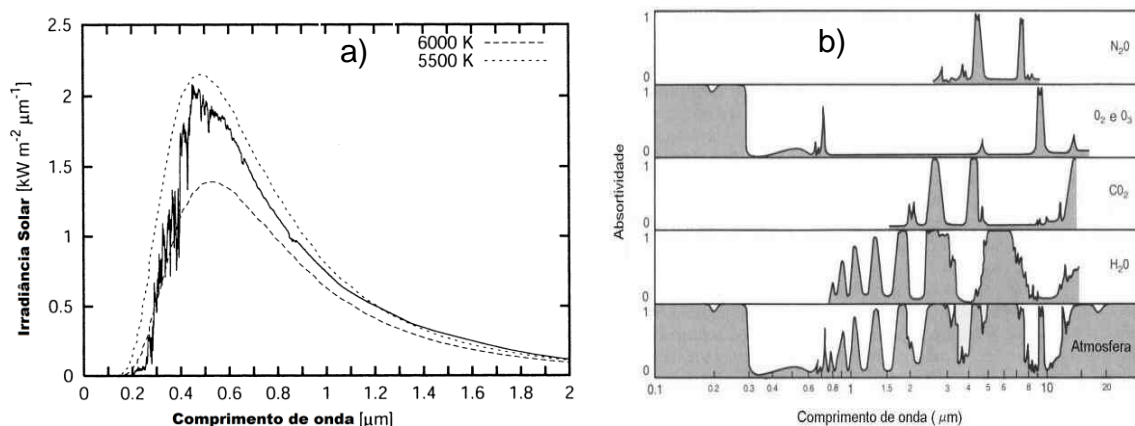 a)
2.5
2
1.5
1
0.5
0
6000 K
5500 K
Irradiância Solar [kW m-2 μm-1]
0 0.2 0.4 0.6 0.8 1 1.2 1.4 1.6 1.8 2
Comprimento de onda [μm]
b)
1
N20
0
1
O2 e O3
0
1
CO2
0
1
H2O
0
1
Atmosfera
0
Absortividade
0.1 0.2 0.3 0.4 0.6 0.8 1 1.5 2 3 4 5 6 8 10 20
Comprimento de onda ( μm)